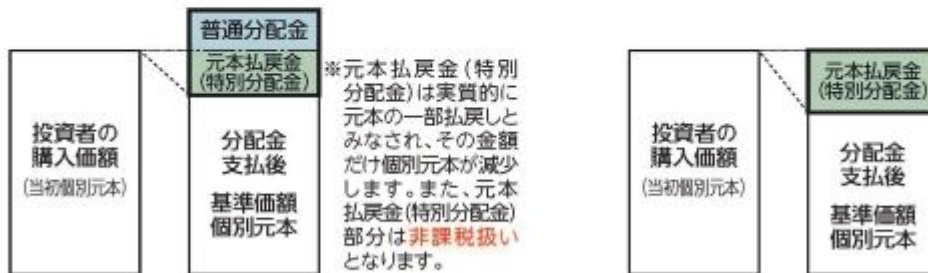 普通分配金
元本払戻金
(特別分配金)
投資者の
購入価額
(当初個別元本)
分配金
支払後
基準価額
個別元本
※元本払戻金(特別
分配金)は実質的に
元本の一部払戻しと
みなされ、その金額
だけ個別元本が減少
します。また、元本
払戻金(特別分配金)
部分は非課税扱い
となります。
投資者の
購入価額
(当初個別元本)
元本払戻金
(特別分配金)
分配金
支払後
基準価額
個別元本